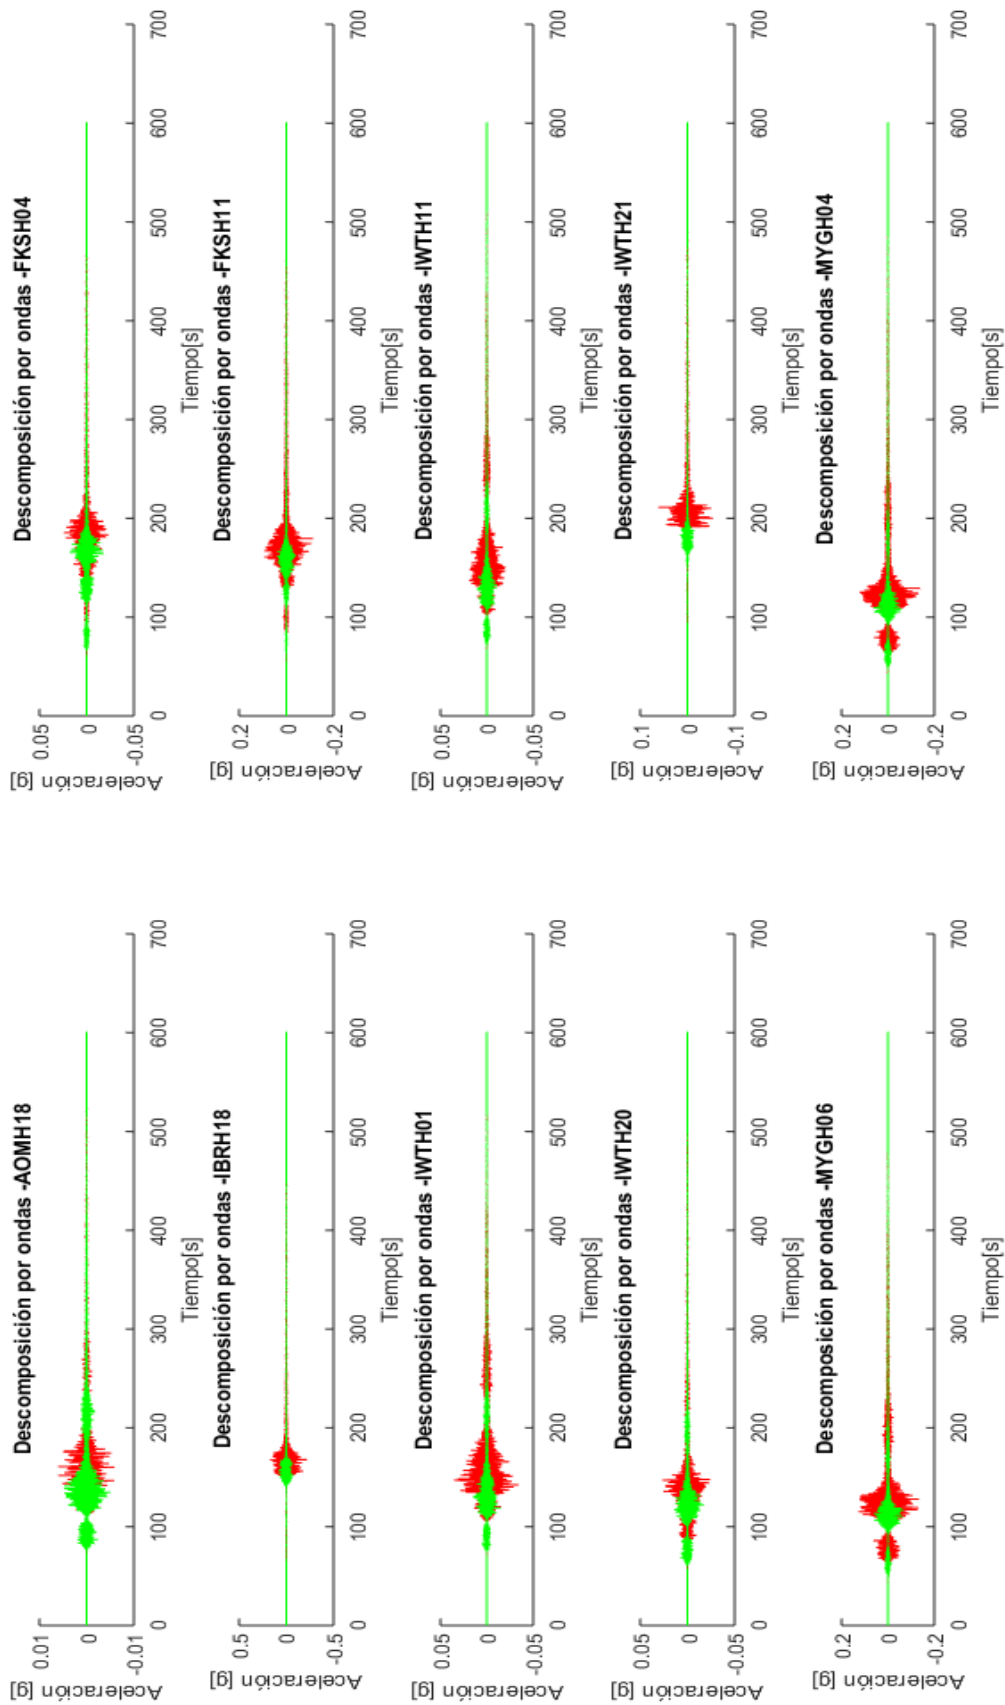 Descomposición por ondas -AOMH18
Aceleración [g]
0.01
0
-0.01
0 100 200 300 400 500 600 700
Tiempo[s]
Descomposición por ondas -FKSH04
Aceleración [g]
0.05
0
-0.05
0 100 200 300 400 500 600 700
Tiempo[s]
Descomposición por ondas -IBRH18
Aceleración [g]
0.5
0
-0.5
0 100 200 300 400 500 600 700
Tiempo[s]
Descomposición por ondas -FKSH11
Aceleración [g]
0.2
0
-0.2
0 100 200 300 400 500 600 700
Tiempo[s]
Descomposición por ondas -IWTH01
Aceleración [g]
0.05
0
-0.05
0 100 200 300 400 500 600 700
Tiempo[s]
Descomposición por ondas -IWTH11
Aceleración [g]
0.05
0
-0.05
0 100 200 300 400 500 600 700
Tiempo[s]
Descomposición por ondas -IWTH20
Aceleración [g]
0.05
0
-0.05
0 100 200 300 400 500 600 700
Tiempo[s]
Descomposición por ondas -IWTH21
Aceleración [g]
0.1
0
-0.1
0 100 200 300 400 500 600 700
Tiempo[s]
Descomposición por ondas -MYGH06
Aceleración [g]
0.2
0
-0.2
0 100 200 300 400 500 600 700
Tiempo[s]
Descomposición por ondas -MYGH04
Aceleración [g]
0.2
0
-0.2
0 100 200 300 400 500 600 700
Tiempo[s]